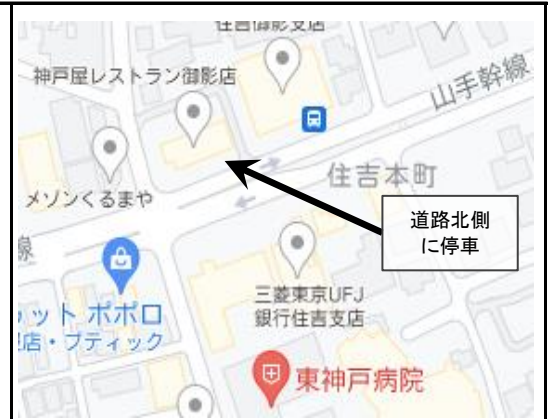 住吉御影支店
神戸屋レストラン御影店
山手幹線
住吉本町
メゾンくるまや
道路北側
に停車
線
三菱東京UFJ
銀行住吉支店
ット ポポロ
店・ブティック
東神戸病院